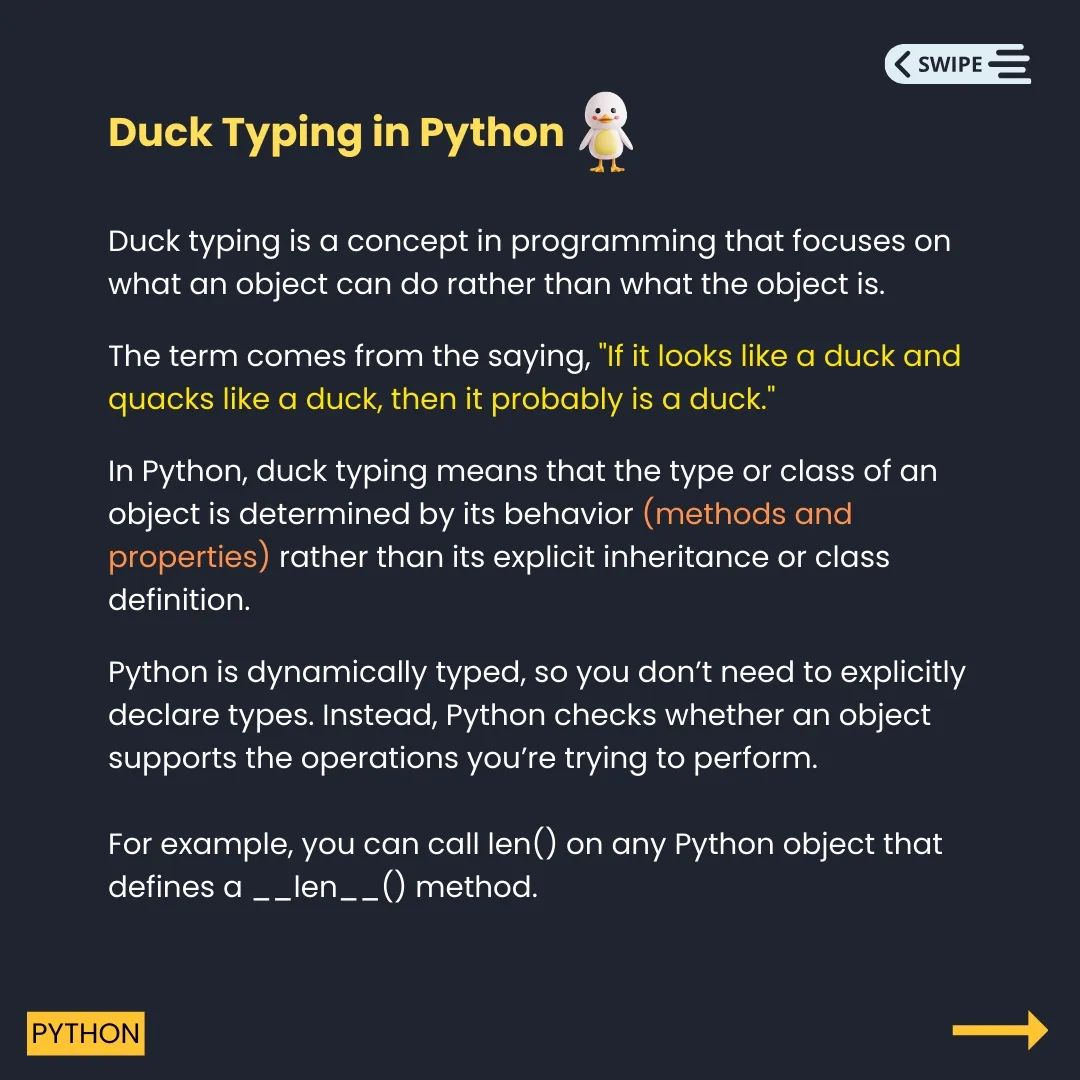 SWIPE
Duck Typing in Python
Duck typing is a concept in programming that focuses on
what an object can do rather than what the object is.
The term comes from the saying, "If it looks like a duck and
quacks like a duck, then it probably is a duck."
In Python, duck typing means that the type or class of an
object is determined by its behavior (methods and
properties) rather than its explicit inheritance or class
definition.
Python is dynamically typed, so you don’t need to explicitly
declare types. Instead, Python checks whether an object
supports the operations you’re trying to perform.
For example, you can call len() on any Python object that
defines a __len__() method.
PYTHON